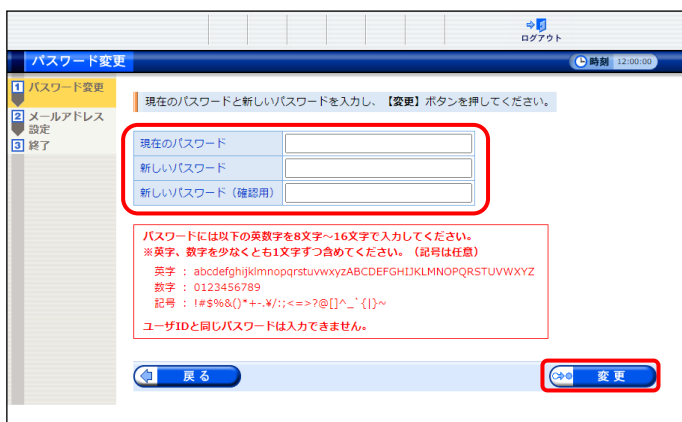 ログアウト
パスワード変更
時刻 12:00:00
1 パスワード変更
2 メールアドレス
設定
3 終了
現在のパスワードと新しいパスワードを入力し、【変更】ボタンを押してください。
現在のパスワード
新しいパスワード
新しいパスワード（確認用）
パスワードには以下の英数字を8文字～16文字で入力してください。
※英字、数字を少なくとも1文字ずつ含めてください。（記号は任意）
英字 : abcdefghijklmnopqrstuvwxyzABCDEFGHIJKLMNOPQRSTUVWXYZ
数字 : 0123456789
記号 : !#$%&()*+-.¥/:;<=>?@[]^_`{|}~
ユーザIDと同じパスワードは入力できません。
戻る
変更